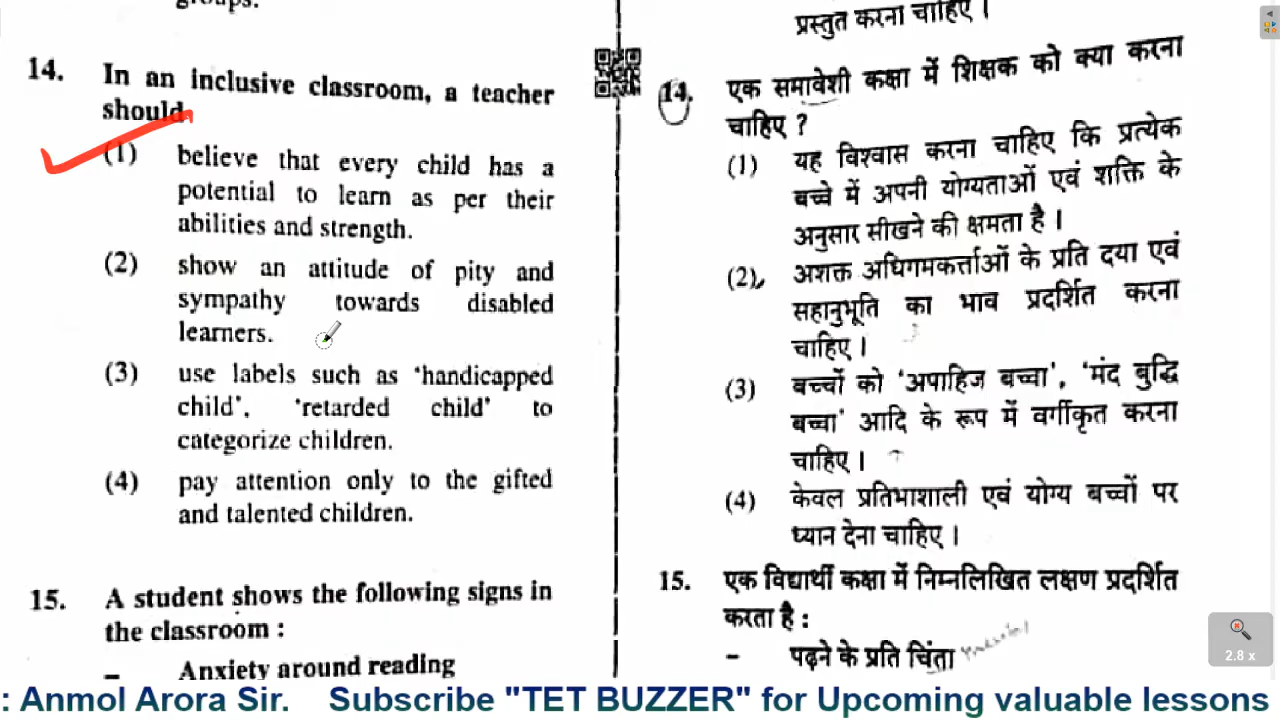 groups.
14. In an inclusive classroom, a teacher
should
(1) believe that every child has a
potential to learn as per their
abilities and strength.
(2) show an attitude of pity and
sympathy towards disabled
learners.
(3) use labels such as 'handicapped
child', 'retarded child' to
categorize children.
(4) pay attention only to the gifted
and talented children.
15. A student shows the following signs in
the classroom :
– Anxiety around reading
प्रस्तुत करना चाहिए ।
14. एक समावेशी कक्षा में शिक्षक को क्या करना
चाहिए ?
(1) यह विश्वास करना चाहिए कि प्रत्येक
बच्चे में अपनी योग्यताओं एवं शक्ति के
अनुसार सीखने की क्षमता है ।
(2) अशक्त अधिगमकर्त्ताओं के प्रति दया एवं
सहानुभूति का भाव प्रदर्शित करना
चाहिए ।
(3) बच्चों को 'अपाहिज बच्चा', 'मंद बुद्धि
बच्चा' आदि के रूप में वर्गीकृत करना
चाहिए ।
(4) केवल प्रतिभाशाली एवं योग्य बच्चों पर
ध्यान देना चाहिए ।
15. एक विद्यार्थी कक्षा में निम्नलिखित लक्षण प्रदर्शित
करता है :
– पढ़ने के प्रति चिंता
2.8 x
: Anmol Arora Sir. Subscribe "TET BUZZER" for Upcoming valuable lessons